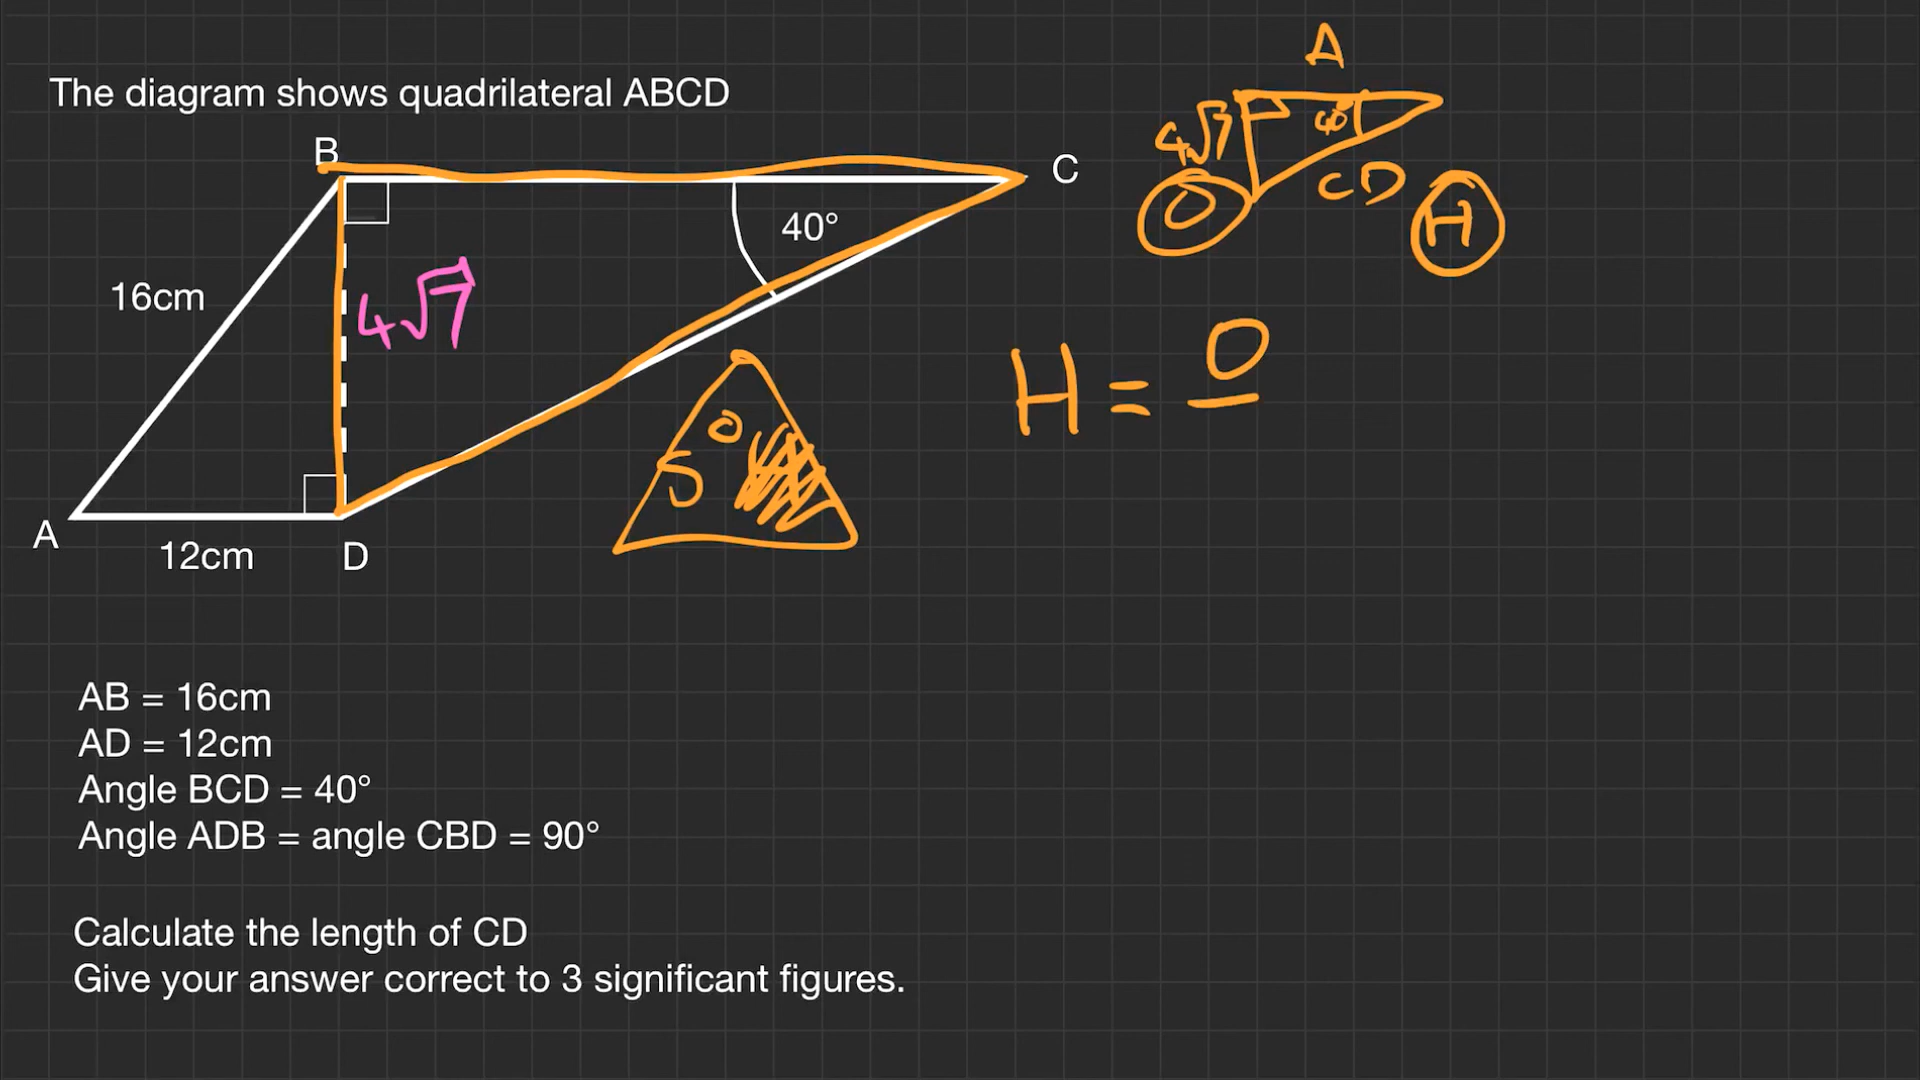 The diagram shows quadrilateral ABCD
B
C
40°
16cm
4√7
A
12cm
D
A
4√7
40
CD
O
H
S O
H = O
AB = 16cm
AD = 12cm
Angle BCD = 40°
Angle ADB = angle CBD = 90°
Calculate the length of CD
Give your answer correct to 3 significant figures.